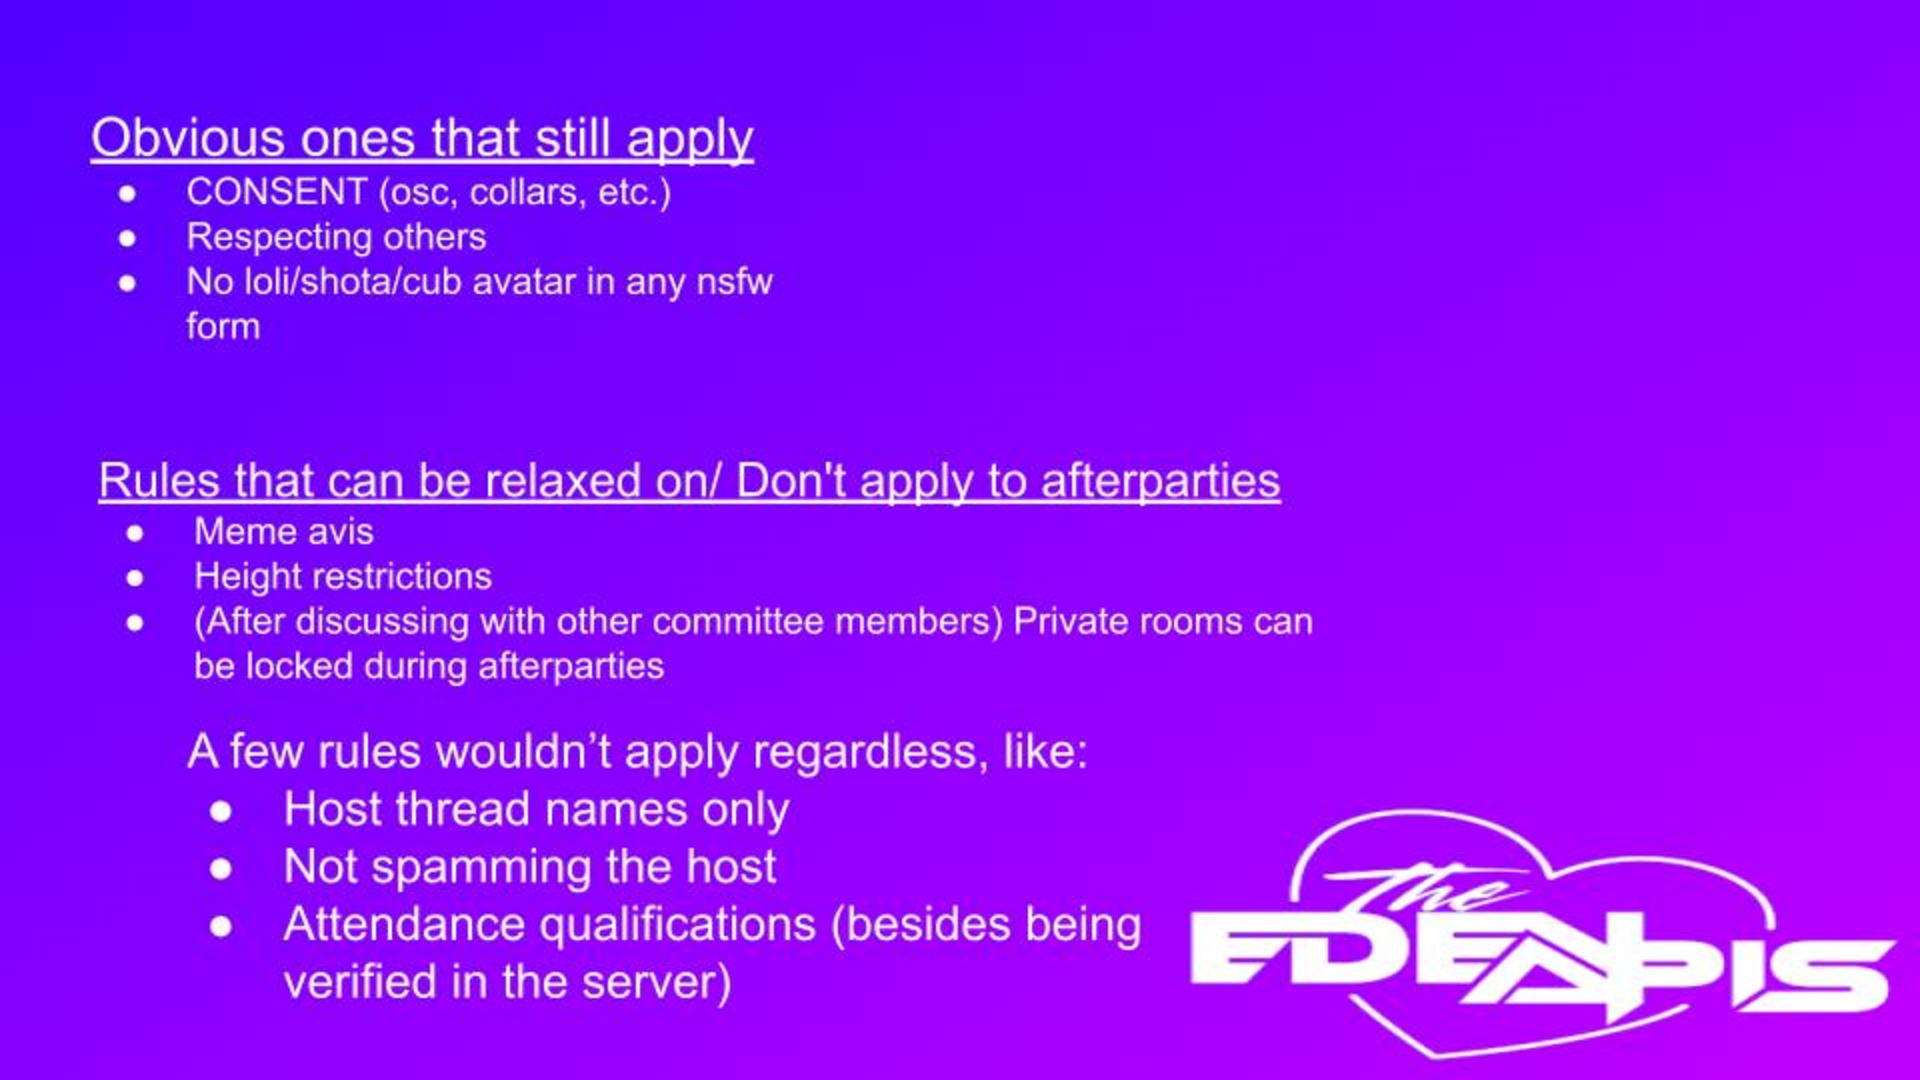 Obvious ones that still apply
● CONSENT (osc, collars, etc.)
● Respecting others
● No loli/shota/cub avatar in any nsfw
form
Rules that can be relaxed on/ Don't apply to afterparties
● Meme avis
● Height restrictions
● (After discussing with other committee members) Private rooms can
be locked during afterparties
A few rules wouldn’t apply regardless, like:
● Host thread names only
● Not spamming the host
● Attendance qualifications (besides being
verified in the server)
The
EDENAPIS